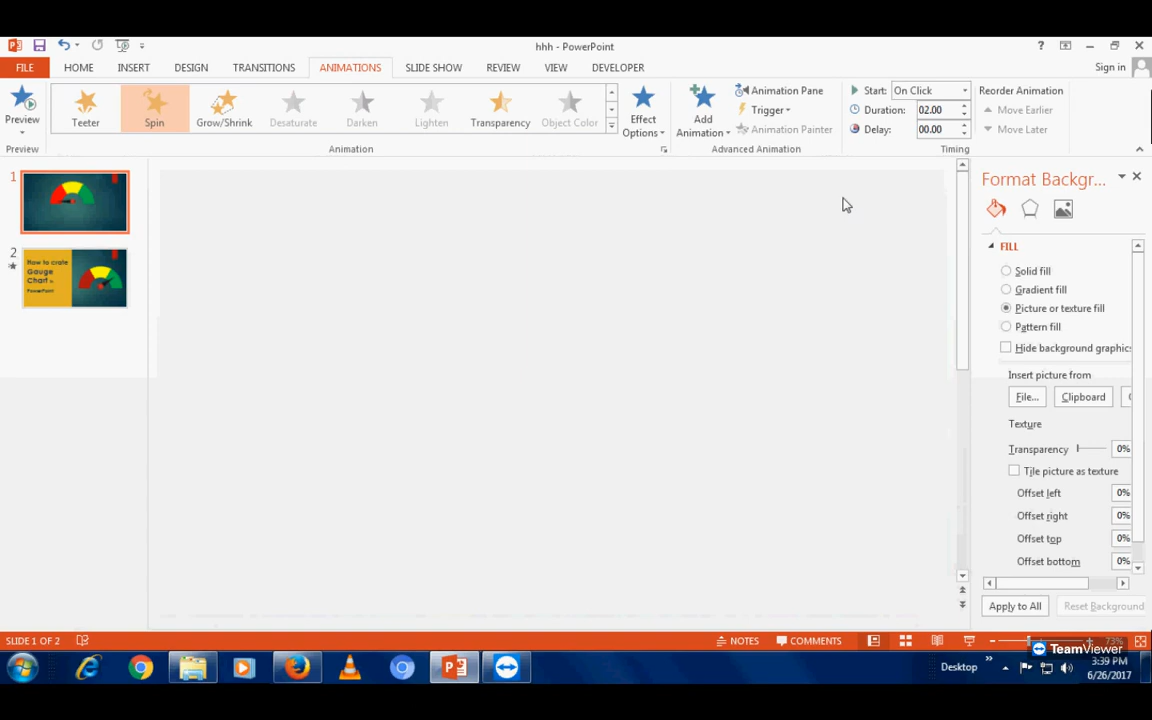 hhh - PowerPoint
?
Sign in
FILE HOME INSERT DESIGN TRANSITIONS ANIMATIONS SLIDE SHOW REVIEW VIEW DEVELOPER
Preview
Teeter
Spin
Grow/Shrink
Desaturate
Darken
Lighten
Transparency
Object Color
Effect
Options
Add
Animation
Animation Pane
Trigger
Animation Painter
Start: On Click
Duration: 02.00
Delay: 00.00
Reorder Animation
Move Earlier
Move Later
Preview
Animation
Advanced Animation
Timing
1
2
How to crate
Gauge
Chart in
PowerPoint
Format Backgr...
FILL
Solid fill
Gradient fill
Picture or texture fill
Pattern fill
Hide background graphics
Insert picture from
File...
Clipboard
Texture
Transparency 0%
Tile picture as texture
Offset left 0%
Offset right 0%
Offset top 0%
Offset bottom 0%
Apply to All
Reset Background
SLIDE 1 OF 2
NOTES
COMMENTS
73%
TeamViewer
Desktop
3:39 PM
6/26/2017